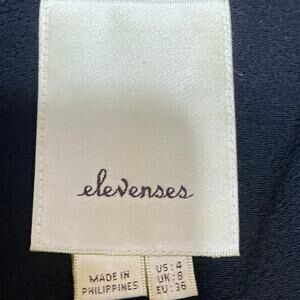 elevenses
MADE IN
PHILIPPINES
US: 4
UK: 8
EU: 36